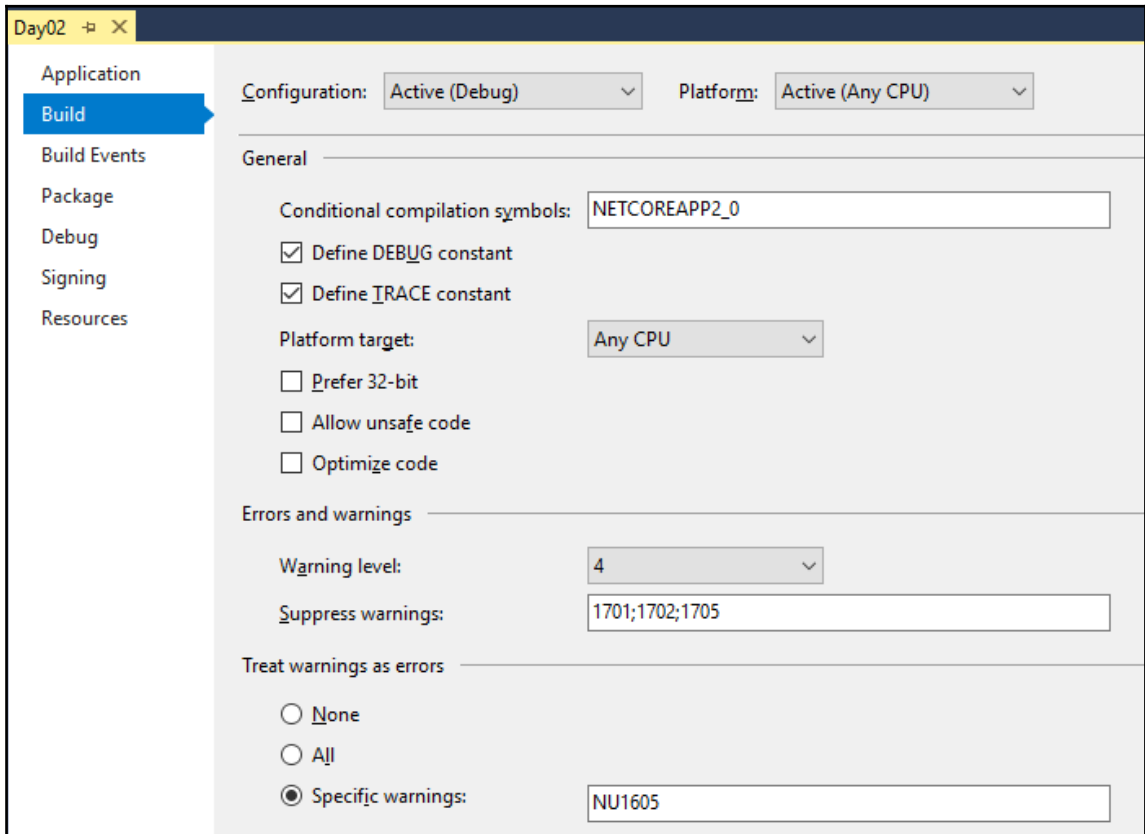 Day02
Application
Build
Build Events
Package
Debug
Signing
Resources
Configuration: Active (Debug) Platform: Active (Any CPU)
General
Conditional compilation symbols: NETCOREAPP2_0
Define DEBUG constant
Define TRACE constant
Platform target: Any CPU
Prefer 32-bit
Allow unsafe code
Optimize code
Errors and warnings
Warning level: 4
Suppress warnings: 1701;1702;1705
Treat warnings as errors
None
All
Specific warnings: NU1605